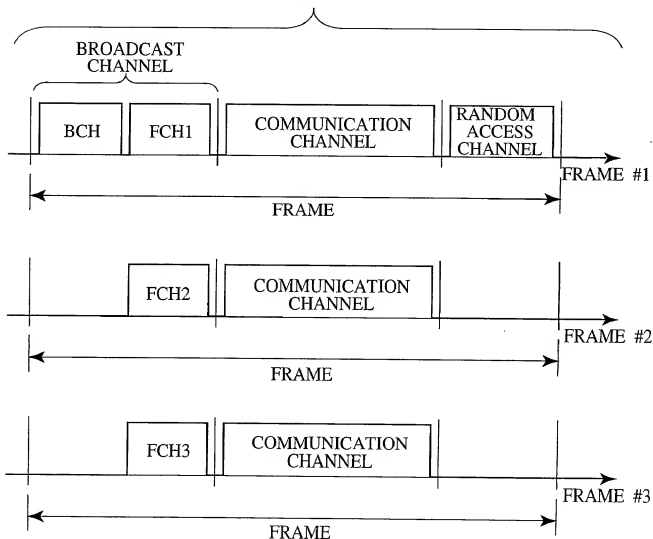 BROADCAST
CHANNEL
BCH
FCH1
COMMUNICATION
CHANNEL
RANDOM
ACCESS
CHANNEL
FRAME #1
FRAME
FCH2
COMMUNICATION
CHANNEL
FRAME #2
FRAME
FCH3
COMMUNICATION
CHANNEL
FRAME #3
FRAME